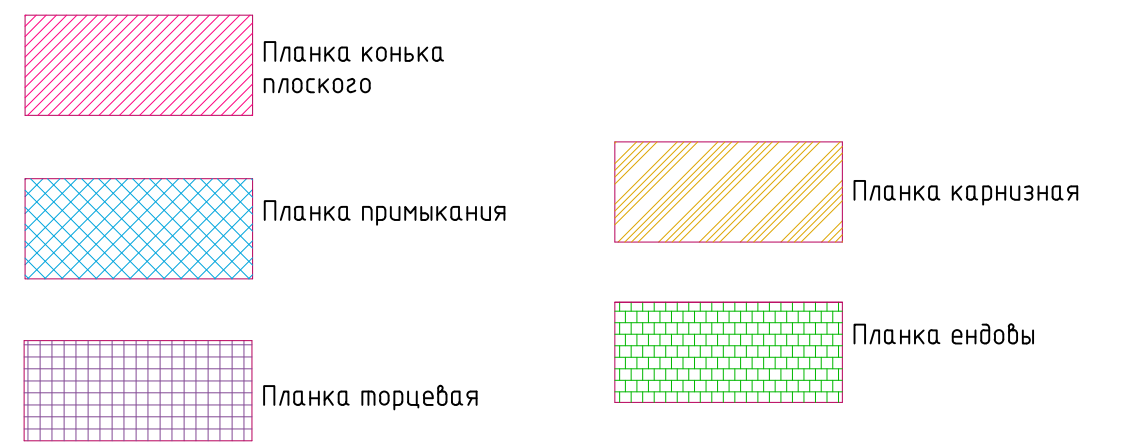 Планка конька
плоского
Планка примыкания
Планка торцевая
Планка карнизная
Планка ендовы